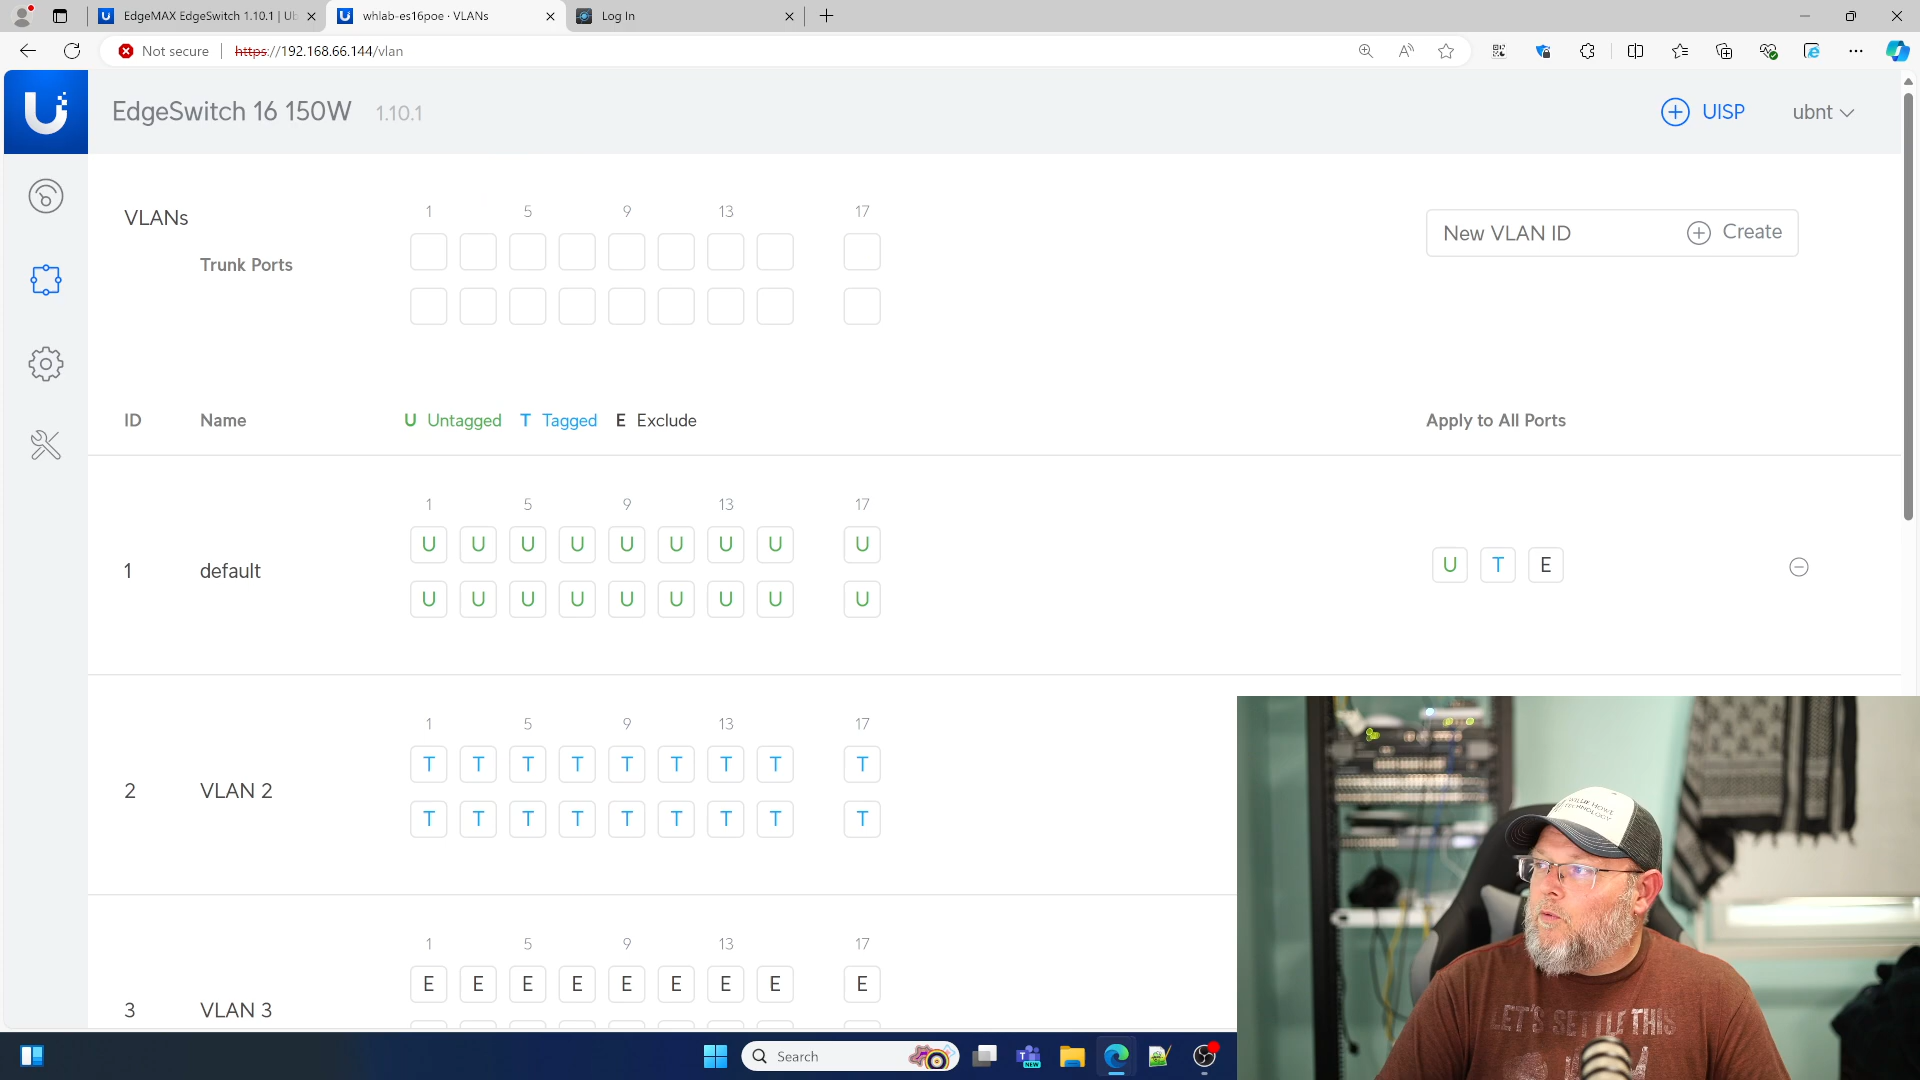 EdgeMAX EdgeSwitch 1.10.1 | Ub
whlab-es16poe · VLANs
Log In
Not secure
https://192.168.66.144/vlan
EdgeSwitch 16 150W 1.10.1
UISP
ubnt
VLANs
Trunk Ports
1 5 9 13 17
New VLAN ID
Create
ID Name U Untagged T Tagged E Exclude Apply to All Ports
1 5 9 13 17
U U U U U U U U U
1 default
U T E
U U U U U U U U U
1 5 9 13 17
T T T T T T T T T
2 VLAN 2
T T T T T T T T T
1 5 9 13 17
E E E E E E E E E
3 VLAN 3
Search
NEW
LET'S SETTLE THIS